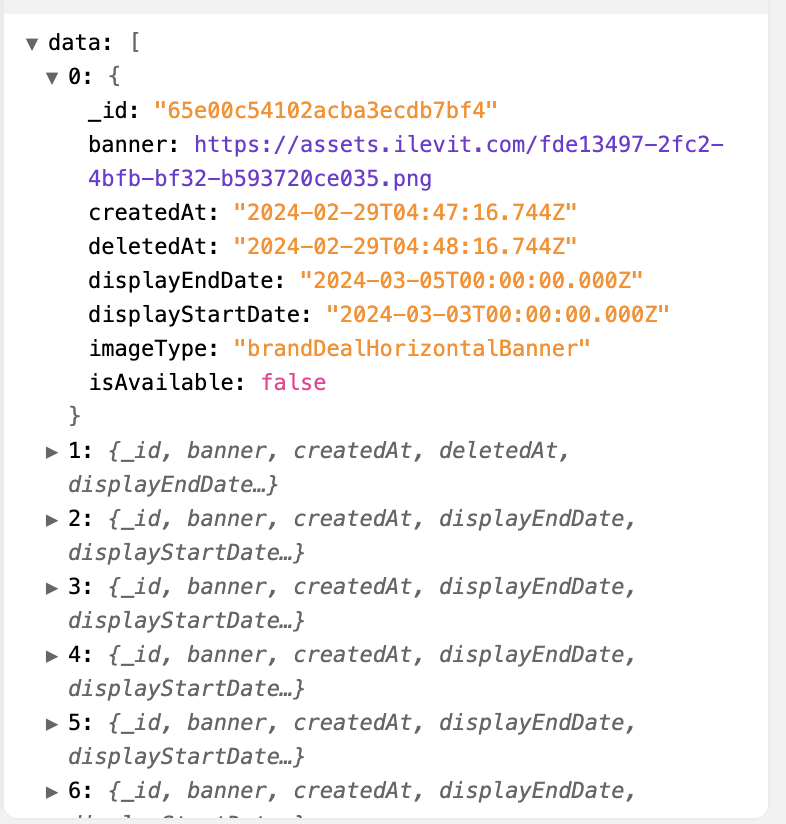 ▼ data: [
▼ 0: {
_id: "65e00c54102acba3ecdb7bf4"
banner: https://assets.ilevit.com/fde13497-2fc2-
4bfb-bf32-b593720ce035.png
createdAt: "2024-02-29T04:47:16.744Z"
deletedAt: "2024-02-29T04:48:16.744Z"
displayEndDate: "2024-03-05T00:00:00.000Z"
displayStartDate: "2024-03-03T00:00:00.000Z"
imageType: "brandDealHorizontalBanner"
isAvailable: false
}
▶ 1: {_id, banner, createdAt, deletedAt,
displayEndDate…}
▶ 2: {_id, banner, createdAt, displayEndDate,
displayStartDate…}
▶ 3: {_id, banner, createdAt, displayEndDate,
displayStartDate…}
▶ 4: {_id, banner, createdAt, displayEndDate,
displayStartDate…}
▶ 5: {_id, banner, createdAt, displayEndDate,
displayStartDate…}
▶ 6: {_id, banner, createdAt, displayEndDate,